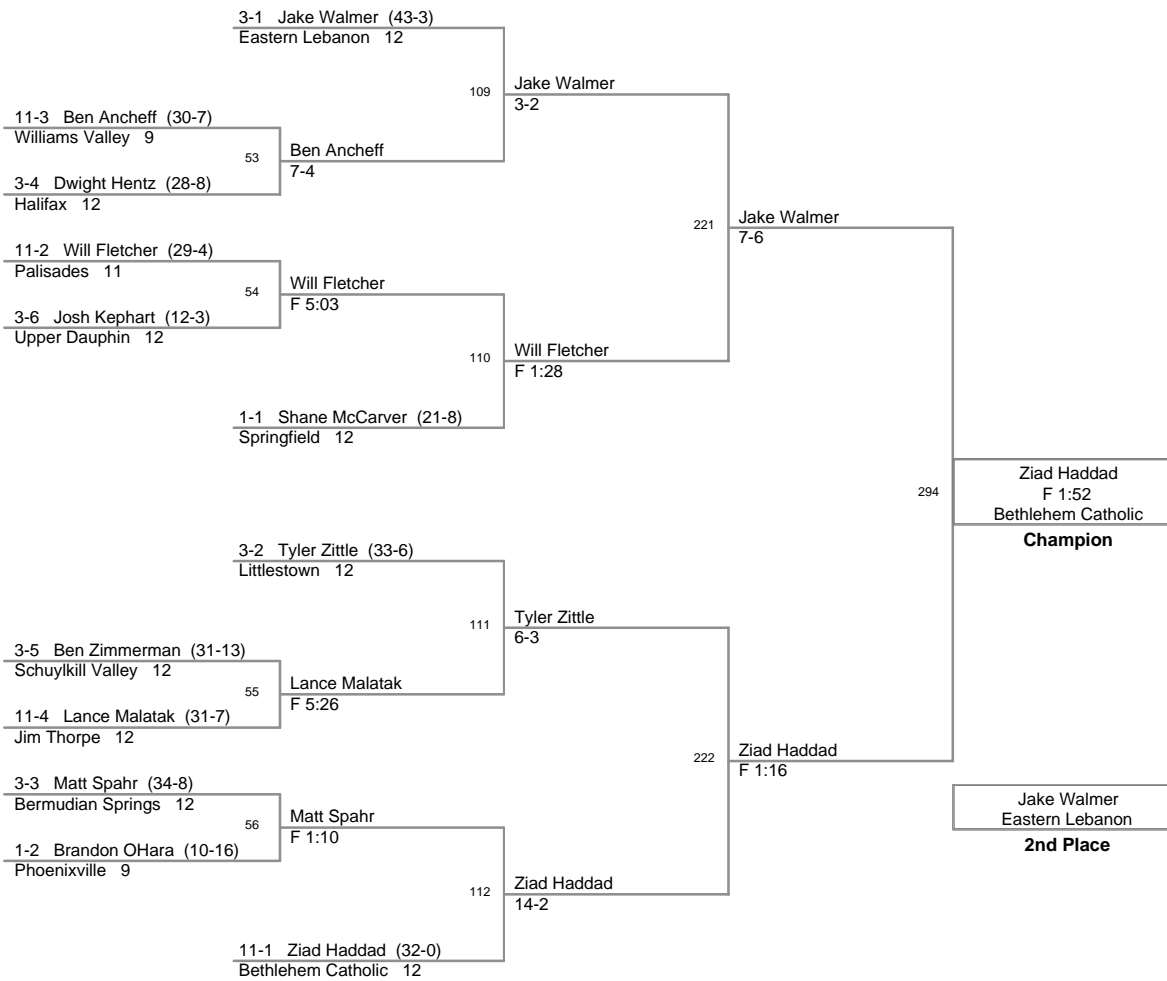 3-1 Jake Walmer (43-3)
Eastern Lebanon 12
109
Jake Walmer
3-2
11-3 Ben Ancheff (30-7)
Williams Valley 9
53
Ben Ancheff
7-4
3-4 Dwight Hentz (28-8)
Halifax 12
221
Jake Walmer
7-6
11-2 Will Fletcher (29-4)
Palisades 11
54
Will Fletcher
F 5:03
3-6 Josh Kephart (12-3)
Upper Dauphin 12
110
Will Fletcher
F 1:28
1-1 Shane McCarver (21-8)
Springfield 12
294
Ziad Haddad
F 1:52
Bethlehem Catholic
Champion
3-2 Tyler Zittle (33-6)
Littlestown 12
111
Tyler Zittle
6-3
3-5 Ben Zimmerman (31-13)
Schuylkill Valley 12
55
Lance Malatak
F 5:26
11-4 Lance Malatak (31-7)
Jim Thorpe 12
222
Ziad Haddad
F 1:16
3-3 Matt Spahr (34-8)
Bermudian Springs 12
56
Matt Spahr
F 1:10
1-2 Brandon OHara (10-16)
Phoenixville 9
Jake Walmer
Eastern Lebanon
2nd Place
112
Ziad Haddad
14-2
11-1 Ziad Haddad (32-0)
Bethlehem Catholic 12